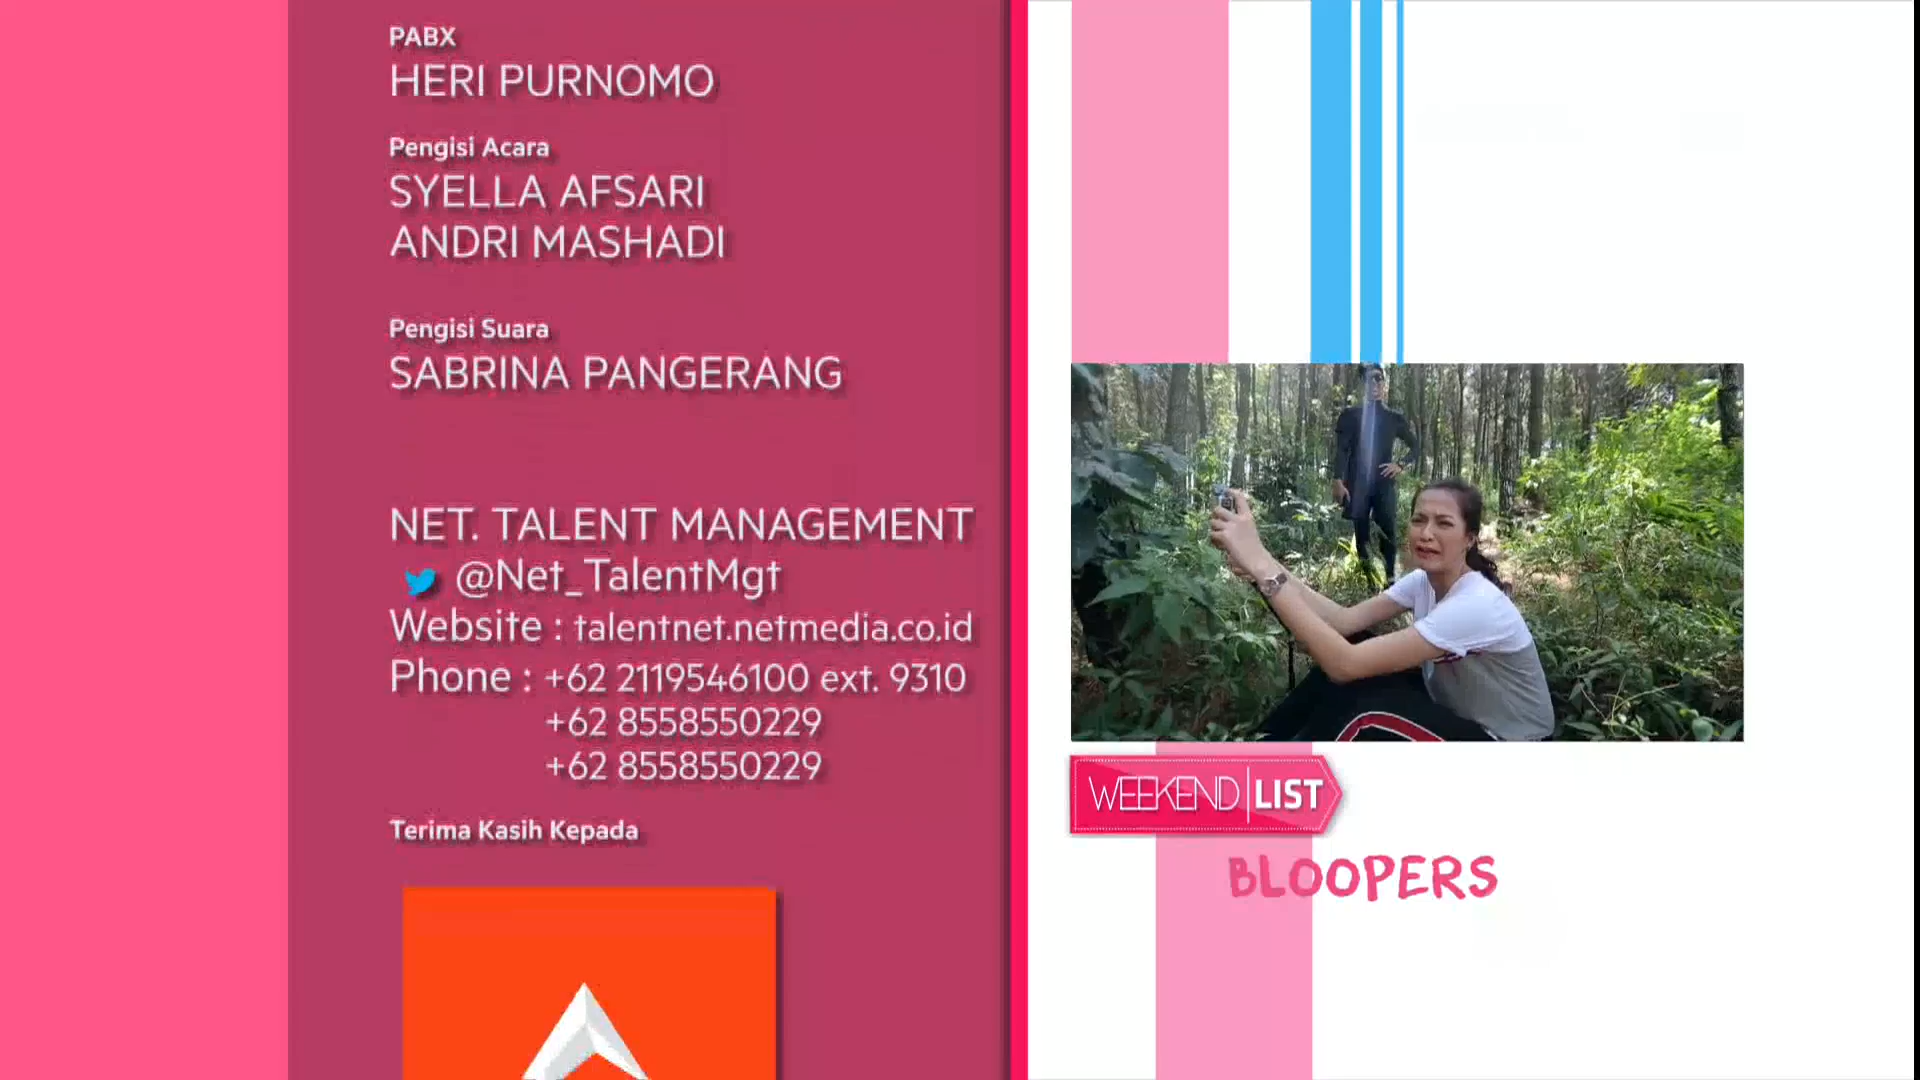 PABX
HERI PURNOMO
Pengisi Acara
SYELLA AFSARI
ANDRI MASHADI
Pengisi Suara
SABRINA PANGERANG
NET. TALENT MANAGEMENT
@Net_TalentMgt
Website : talentnet.netmedia.co.id
Phone : +62 2119546100 ext. 9310
+62 8558550229
+62 8558550229
Terima Kasih Kepada
WEEKEND LIST
BLOOPERS